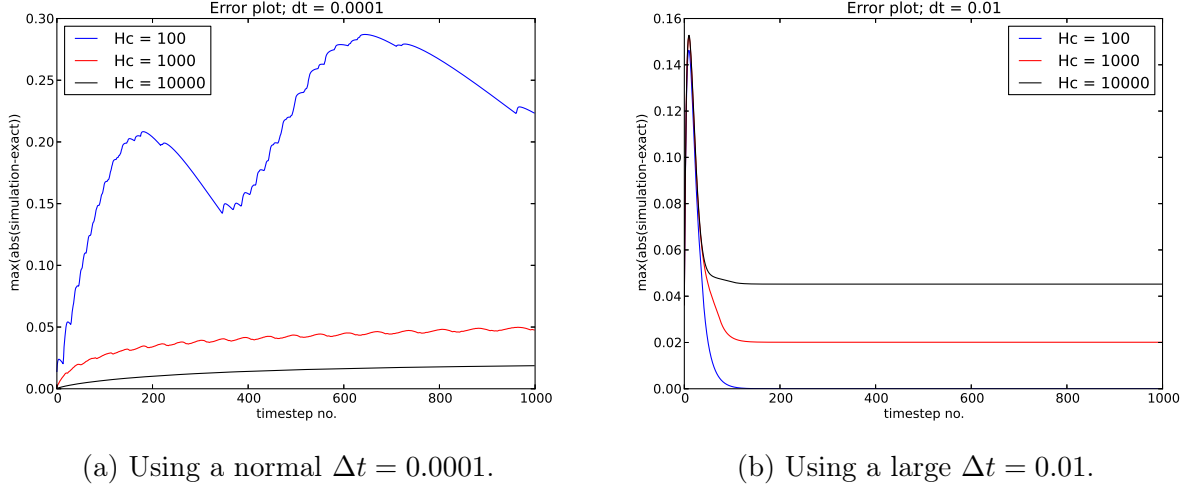 Error plot; dt = 0.0001
0.30
0.25
0.20
0.15
0.10
0.05
0.00
max(abs(simulation-exact))
Hc = 100
Hc = 1000
Hc = 10000
0 200 400 600 800 1000
timestep no.
(a) Using a normal Δt = 0.0001.
Error plot; dt = 0.01
0.16
0.14
0.12
0.10
0.08
0.06
0.04
0.02
0.00
max(abs(simulation-exact))
Hc = 100
Hc = 1000
Hc = 10000
0 200 400 600 800 1000
timestep no.
(b) Using a large Δt = 0.01.